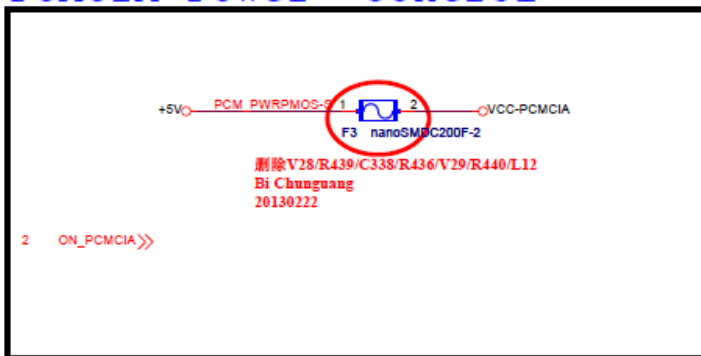 +5V PCM_PWRPMOS-S 1 2 VCC-PCMCIA
F3 nanoSMDC200F-2
删除V28/R439/C338/R436/V29/R440/L12
Bi Chunguang
20130222
2 ON_PCMCIA